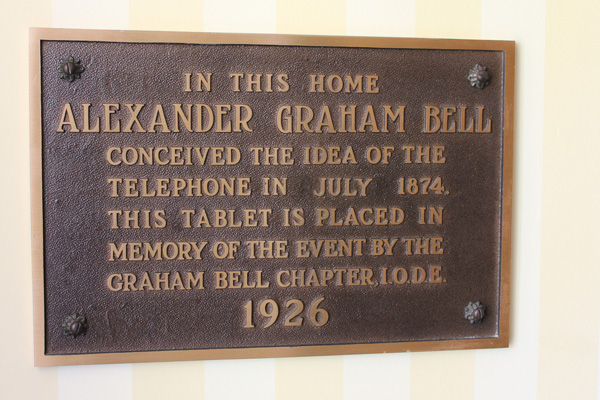 IN THIS HOME
ALEXANDER GRAHAM BELL
CONCEIVED THE IDEA OF THE
TELEPHONE IN JULY 1874.
THIS TABLET IS PLACED IN
MEMORY OF THE EVENT BY THE
GRAHAM BELL CHAPTER, I.O.D.E.
1926